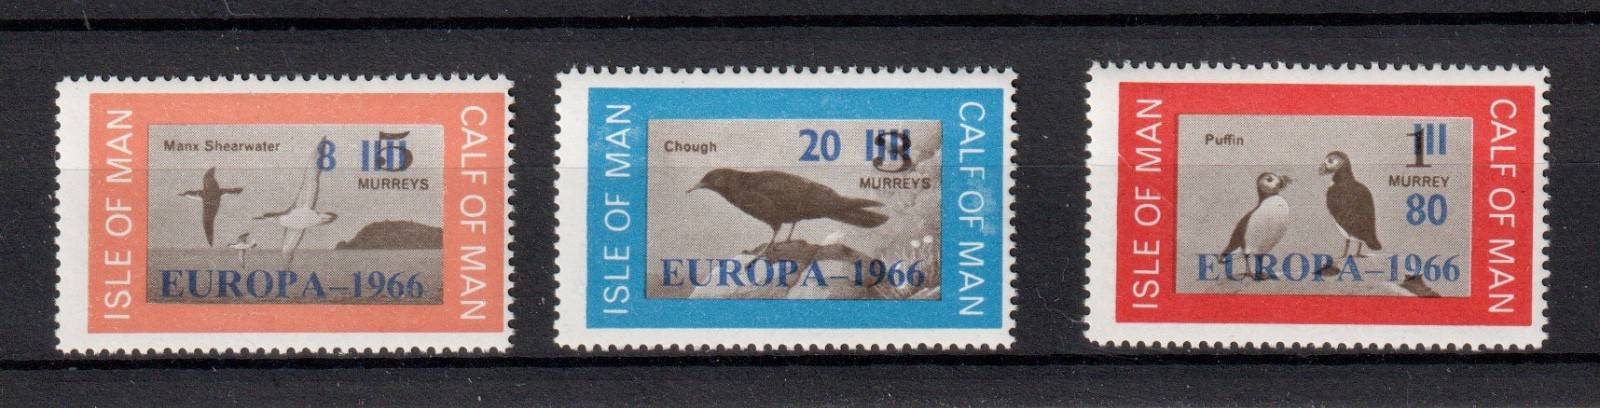 ISLE OF MAN
Manx Shearwater
8 5
MURREYS
EUROPA–1966
CALF OF MAN
ISLE OF MAN
Chough
20 3
MURREYS
EUROPA–1966
CALF OF MAN
ISLE OF MAN
Puffin
1
MURREY
80
EUROPA–1966
CALF OF MAN